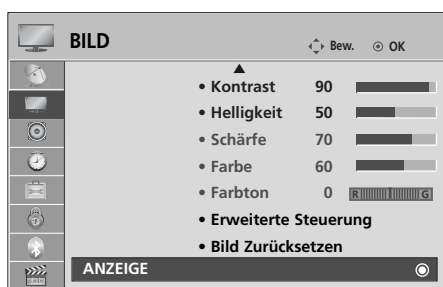 BILD Bew. OK
• Kontrast 90
• Helligkeit 50
• Schärfe 70
• Farbe 60
• Farbton 0 R G
• Erweiterte Steuerung
• Bild Zurücksetzen
ANZEIGE